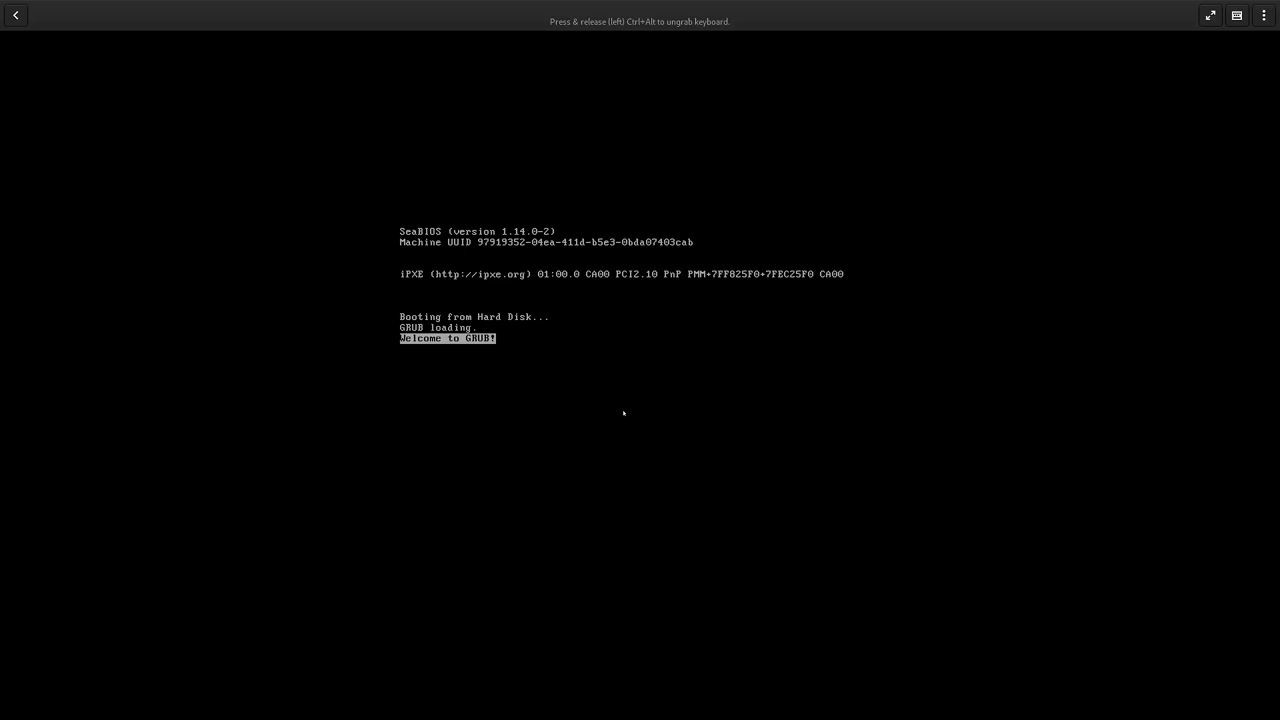 Press & release (left) Ctrl+Alt to ungrab keyboard.
SeaBIOS (version 1.14.0-2)
Machine UUID 97919352-04ea-411d-b5e3-0bda07403cab
iPXE (http://ipxe.org) 01:00.0 CA00 PCI2.10 PnP PMM+7FF825F0+7FEC25F0 CA00
Booting from Hard Disk...
GRUB loading.
Welcome to GRUB!